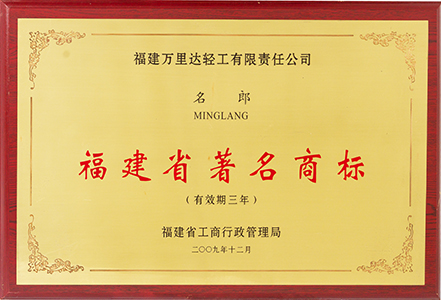 福建万里达轻工有限责任公司
名 郎
MINGLANG
福建省著名商标
(有效期三年)
福建省工商行政管理局
二〇〇九年十二月